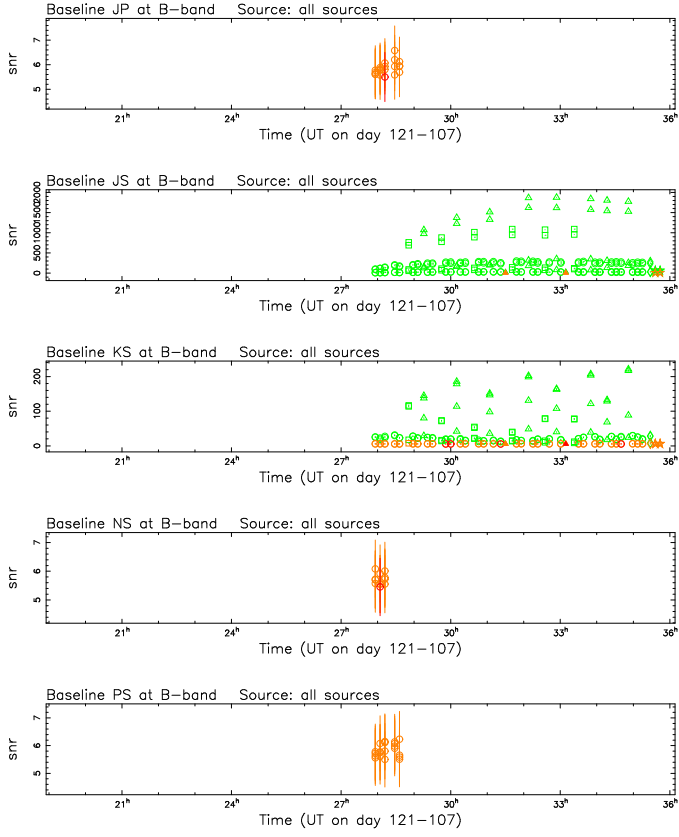 Baseline JP at B-band Source: all sources
snr
7
6
5
21h 24h 27h 30h 33h 36h
Time (UT on day 121-107)
Baseline JS at B-band Source: all sources
snr
2000
1500
1000
500
0
21h 24h 27h 30h 33h 36h
Time (UT on day 121-107)
Baseline KS at B-band Source: all sources
snr
200
100
0
21h 24h 27h 30h 33h 36h
Time (UT on day 121-107)
Baseline NS at B-band Source: all sources
snr
7
6
5
21h 24h 27h 30h 33h 36h
Time (UT on day 121-107)
Baseline PS at B-band Source: all sources
snr
7
6
5
21h 24h 27h 30h 33h 36h
Time (UT on day 121-107)